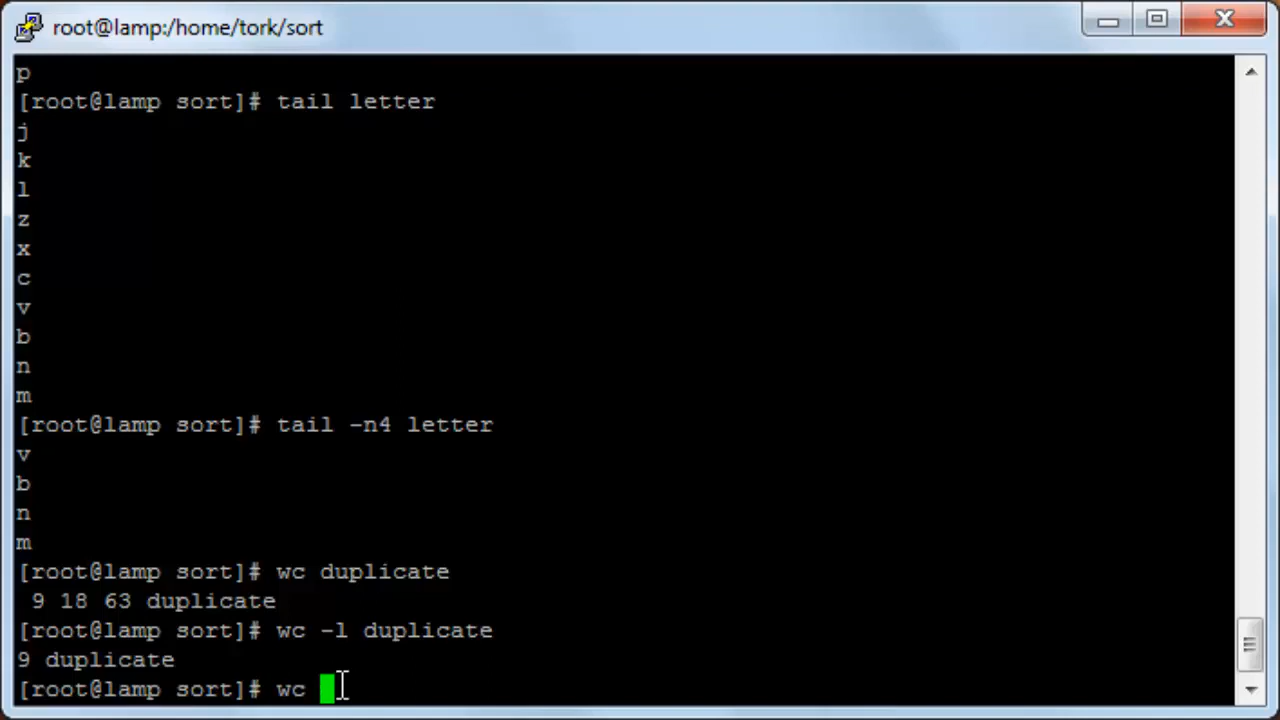 root@lamp:/home/tork/sort
p
[root@lamp sort]# tail letter
j
k
l
z
x
c
v
b
n
m
[root@lamp sort]# tail -n4 letter
v
b
n
m
[root@lamp sort]# wc duplicate
 9 18 63 duplicate
[root@lamp sort]# wc -l duplicate
9 duplicate
[root@lamp sort]# wc